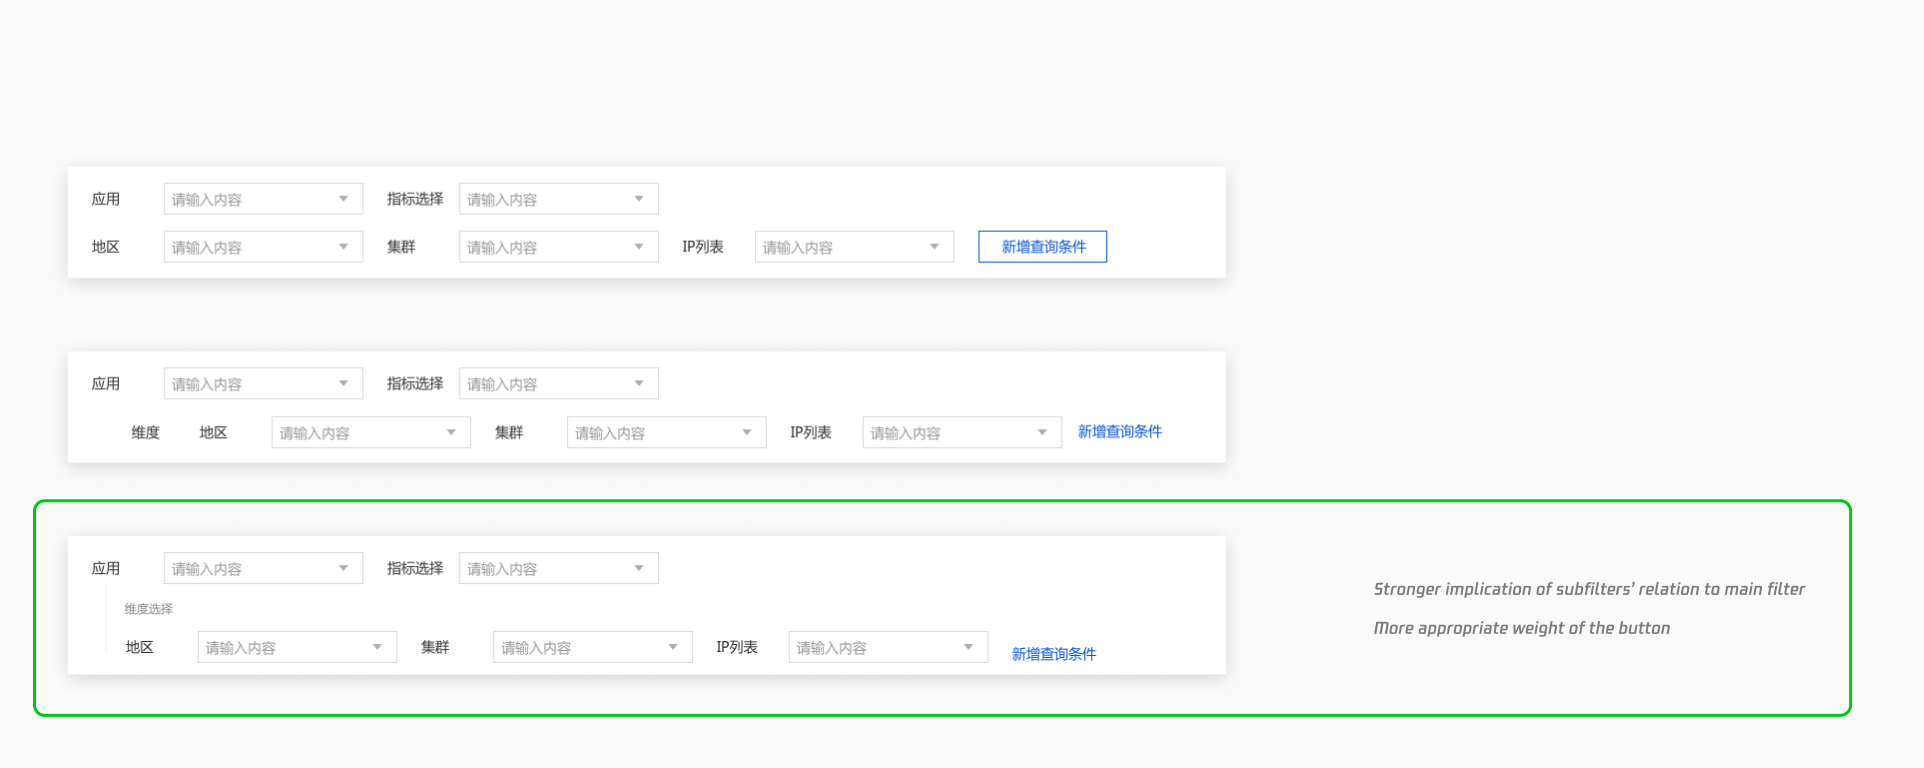 应用 请输入内容 指标选择 请输入内容
地区 请输入内容 集群 请输入内容 IP列表 请输入内容 新增查询条件
应用 请输入内容 指标选择 请输入内容
维度 地区 请输入内容 集群 请输入内容 IP列表 请输入内容 新增查询条件
应用 请输入内容 指标选择 请输入内容
维度选择
地区 请输入内容 集群 请输入内容 IP列表 请输入内容 新增查询条件
Stronger implication of subfilters’ relation to main filter
More appropriate weight of the button